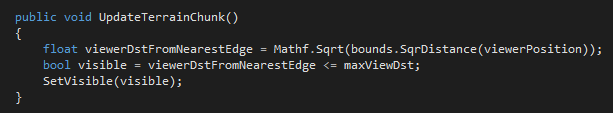 public void UpdateTerrainChunk()
{
    float viewerDstFromNearestEdge = Mathf.Sqrt(bounds.SqrDistance(viewerPosition));
    bool visible = viewerDstFromNearestEdge <= maxViewDst;
    SetVisible(visible);
}